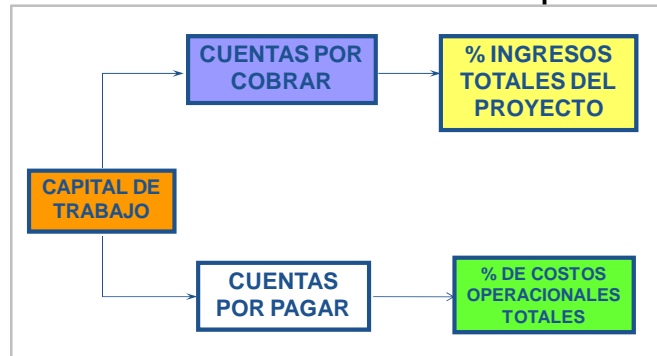 CUENTAS POR
COBRAR
% INGRESOS
TOTALES DEL
PROYECTO
CAPITAL DE
TRABAJO
CUENTAS
POR PAGAR
% DE COSTOS
OPERACIONALES
TOTALES